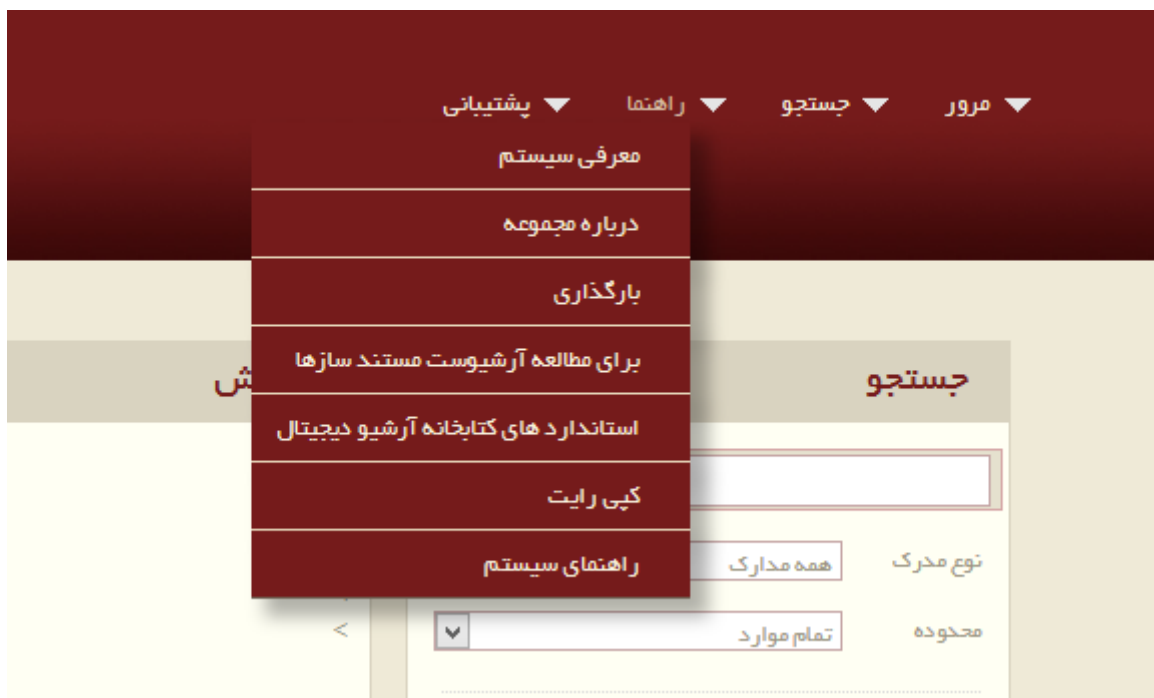 مرور
جستجو
راهنما
پشتیبانی
معرفی سیستم
درباره مجموعه
بارگذاری
برای مطالعه آرشیوست مستند سازها
استاندارد های کتابخانه آرشیو دیجیتال
کپی رایت
راهنمای سیستم
جستجو
نوع مدرک
همه مدارک
محدوده
تمام موارد